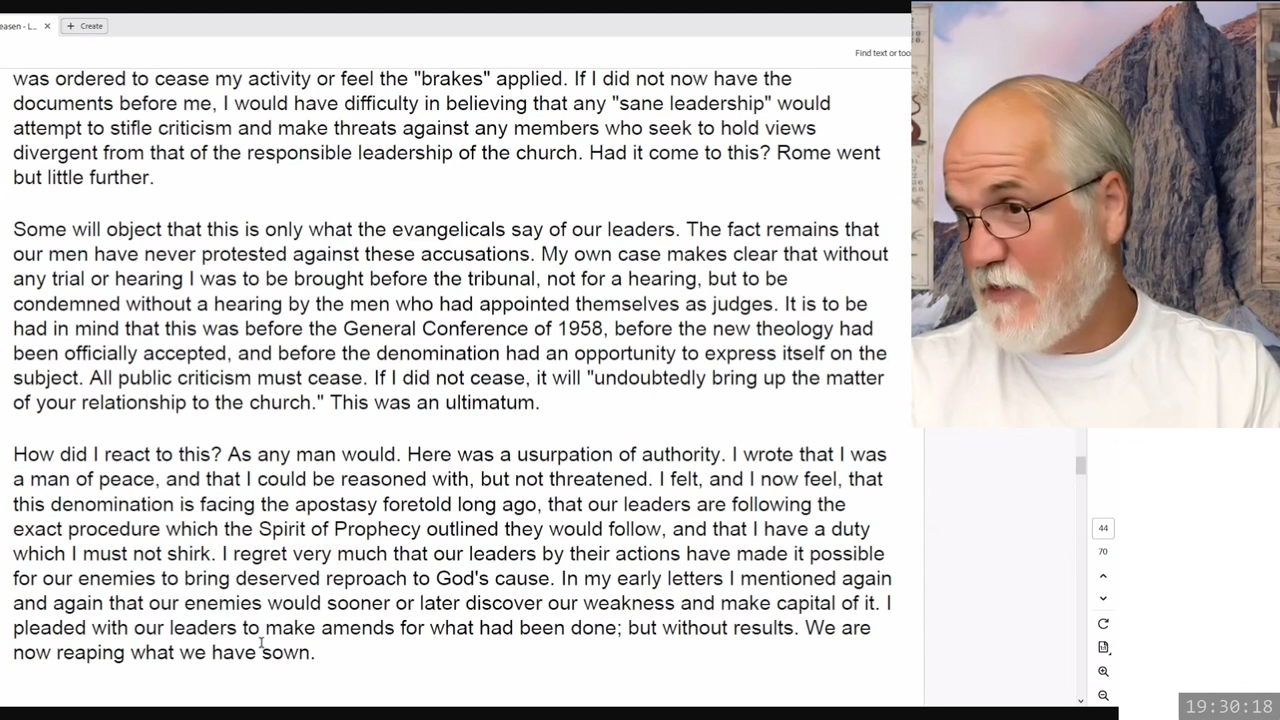 easen - L...
Create
Find text or too
was ordered to cease my activity or feel the "brakes" applied. If I did not now have the
documents before me, I would have difficulty in believing that any "sane leadership" would
attempt to stifle criticism and make threats against any members who seek to hold views
divergent from that of the responsible leadership of the church. Had it come to this? Rome went
but little further.
Some will object that this is only what the evangelicals say of our leaders. The fact remains that
our men have never protested against these accusations. My own case makes clear that without
any trial or hearing I was to be brought before the tribunal, not for a hearing, but to be
condemned without a hearing by the men who had appointed themselves as judges. It is to be
had in mind that this was before the General Conference of 1958, before the new theology had
been officially accepted, and before the denomination had an opportunity to express itself on the
subject. All public criticism must cease. If I did not cease, it will "undoubtedly bring up the matter
of your relationship to the church." This was an ultimatum.
How did I react to this? As any man would. Here was a usurpation of authority. I wrote that I was
a man of peace, and that I could be reasoned with, but not threatened. I felt, and I now feel, that
this denomination is facing the apostasy foretold long ago, that our leaders are following the
exact procedure which the Spirit of Prophecy outlined they would follow, and that I have a duty
which I must not shirk. I regret very much that our leaders by their actions have made it possible
for our enemies to bring deserved reproach to God's cause. In my early letters I mentioned again
and again that our enemies would sooner or later discover our weakness and make capital of it. I
pleaded with our leaders to make amends for what had been done; but without results. We are
now reaping what we have sown.
44
70
19:30:18